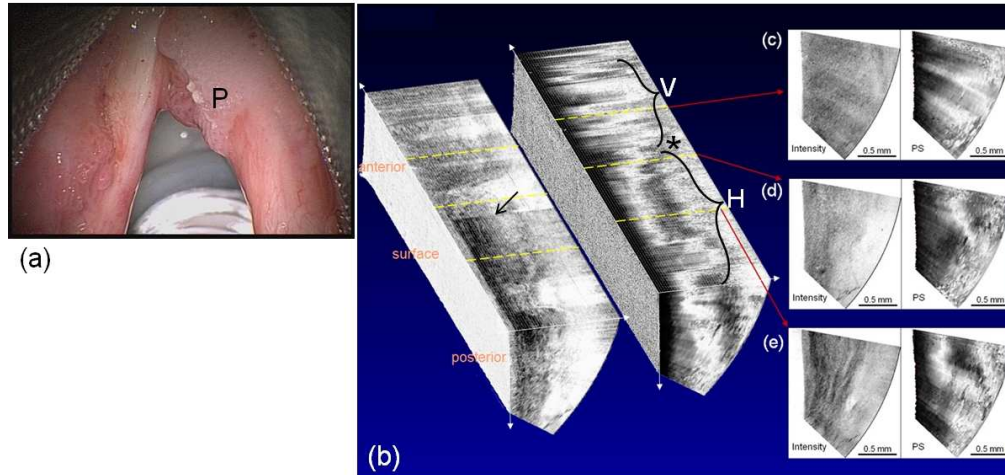 P
(a)
anterior
surface
posterior
V
*
H
(b)
(c)
Intensity
0.5 mm
PS
0.5 mm
(d)
Intensity
0.5 mm
PS
0.5 mm
(e)
Intensity
0.5 mm
PS
0.5 mm